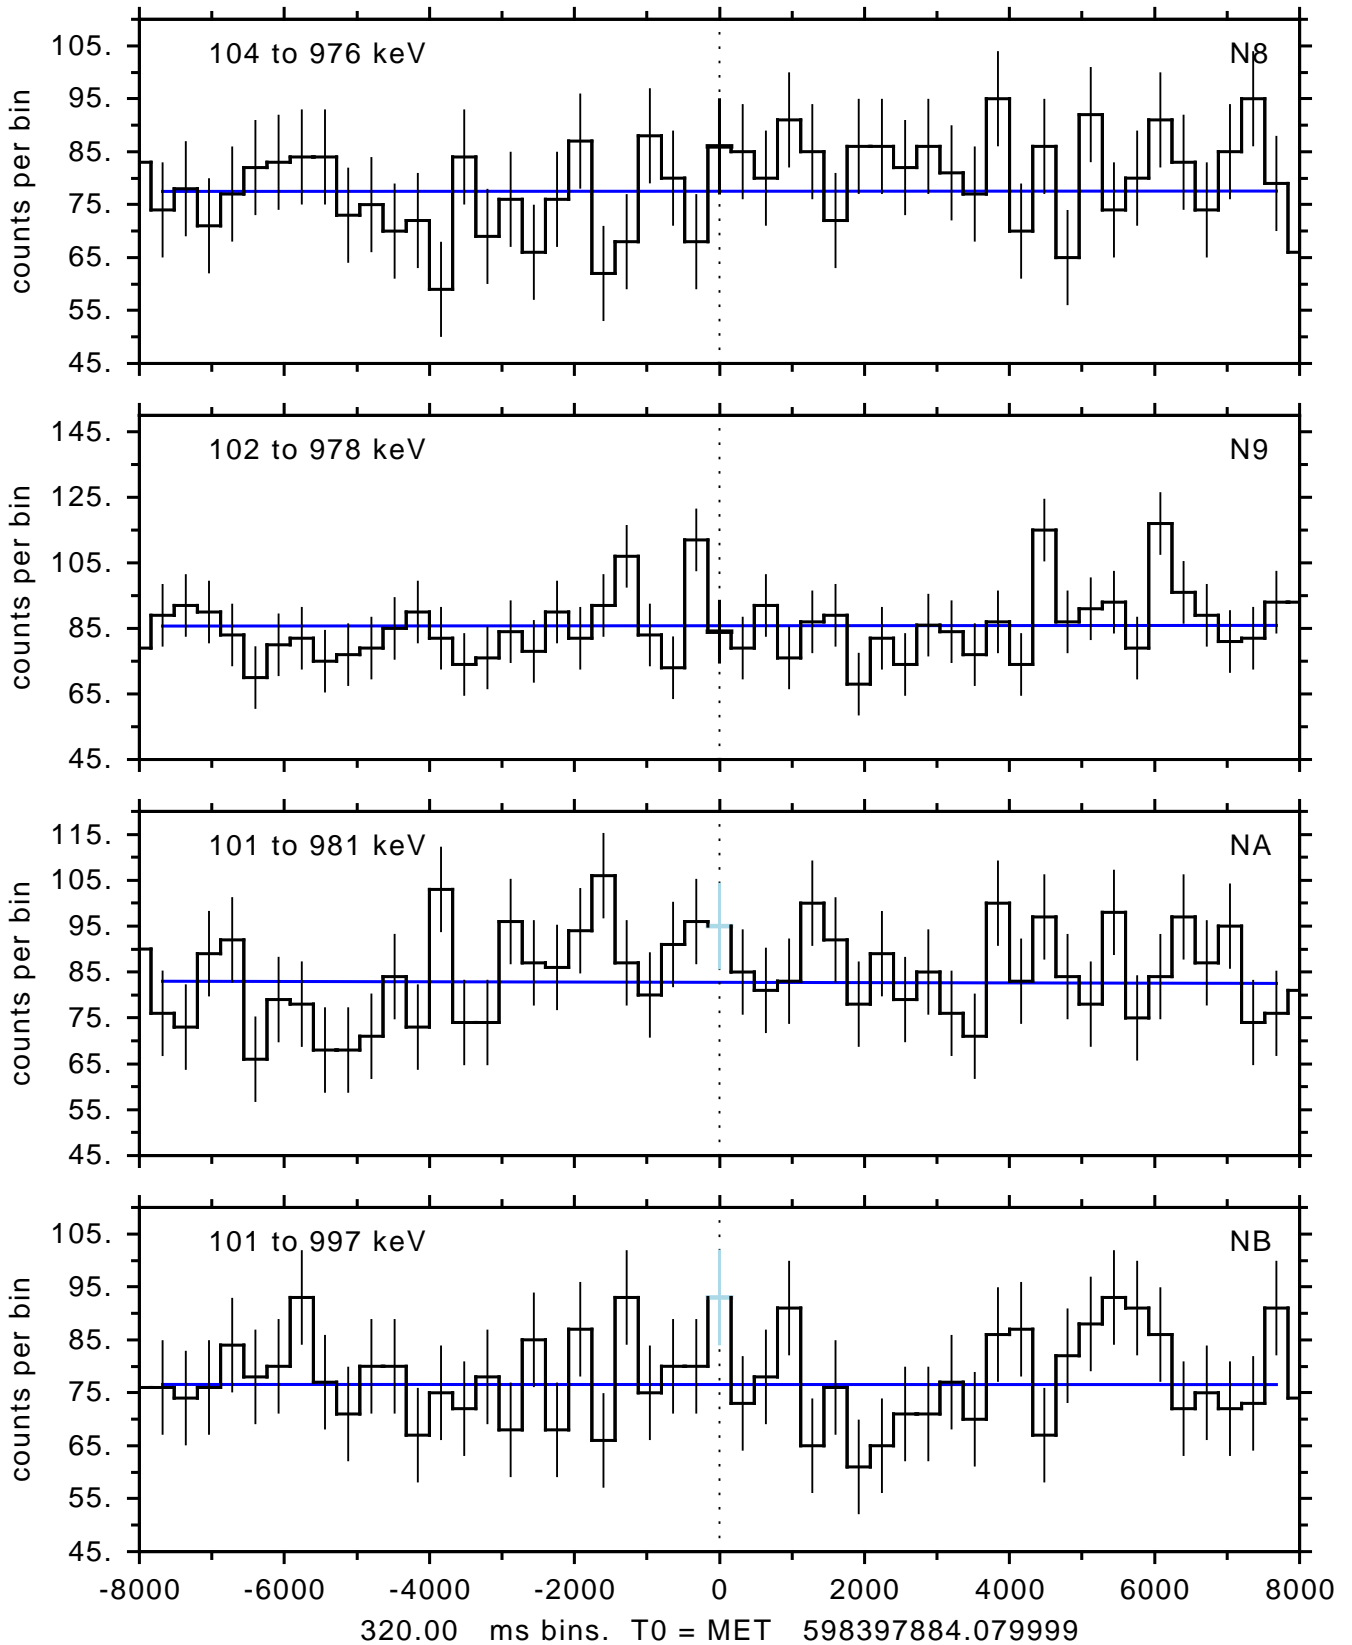 104 to 976 keV N8
105.
95.
85.
75.
65.
55.
45.
counts per bin
102 to 978 keV N9
145.
125.
105.
85.
65.
45.
counts per bin
101 to 981 keV NA
115.
105.
95.
85.
75.
65.
55.
45.
counts per bin
101 to 997 keV NB
105.
95.
85.
75.
65.
55.
45.
counts per bin
-8000 -6000 -4000 -2000 0 2000 4000 6000 8000
320.00 ms bins. T0 = MET 598397884.079999